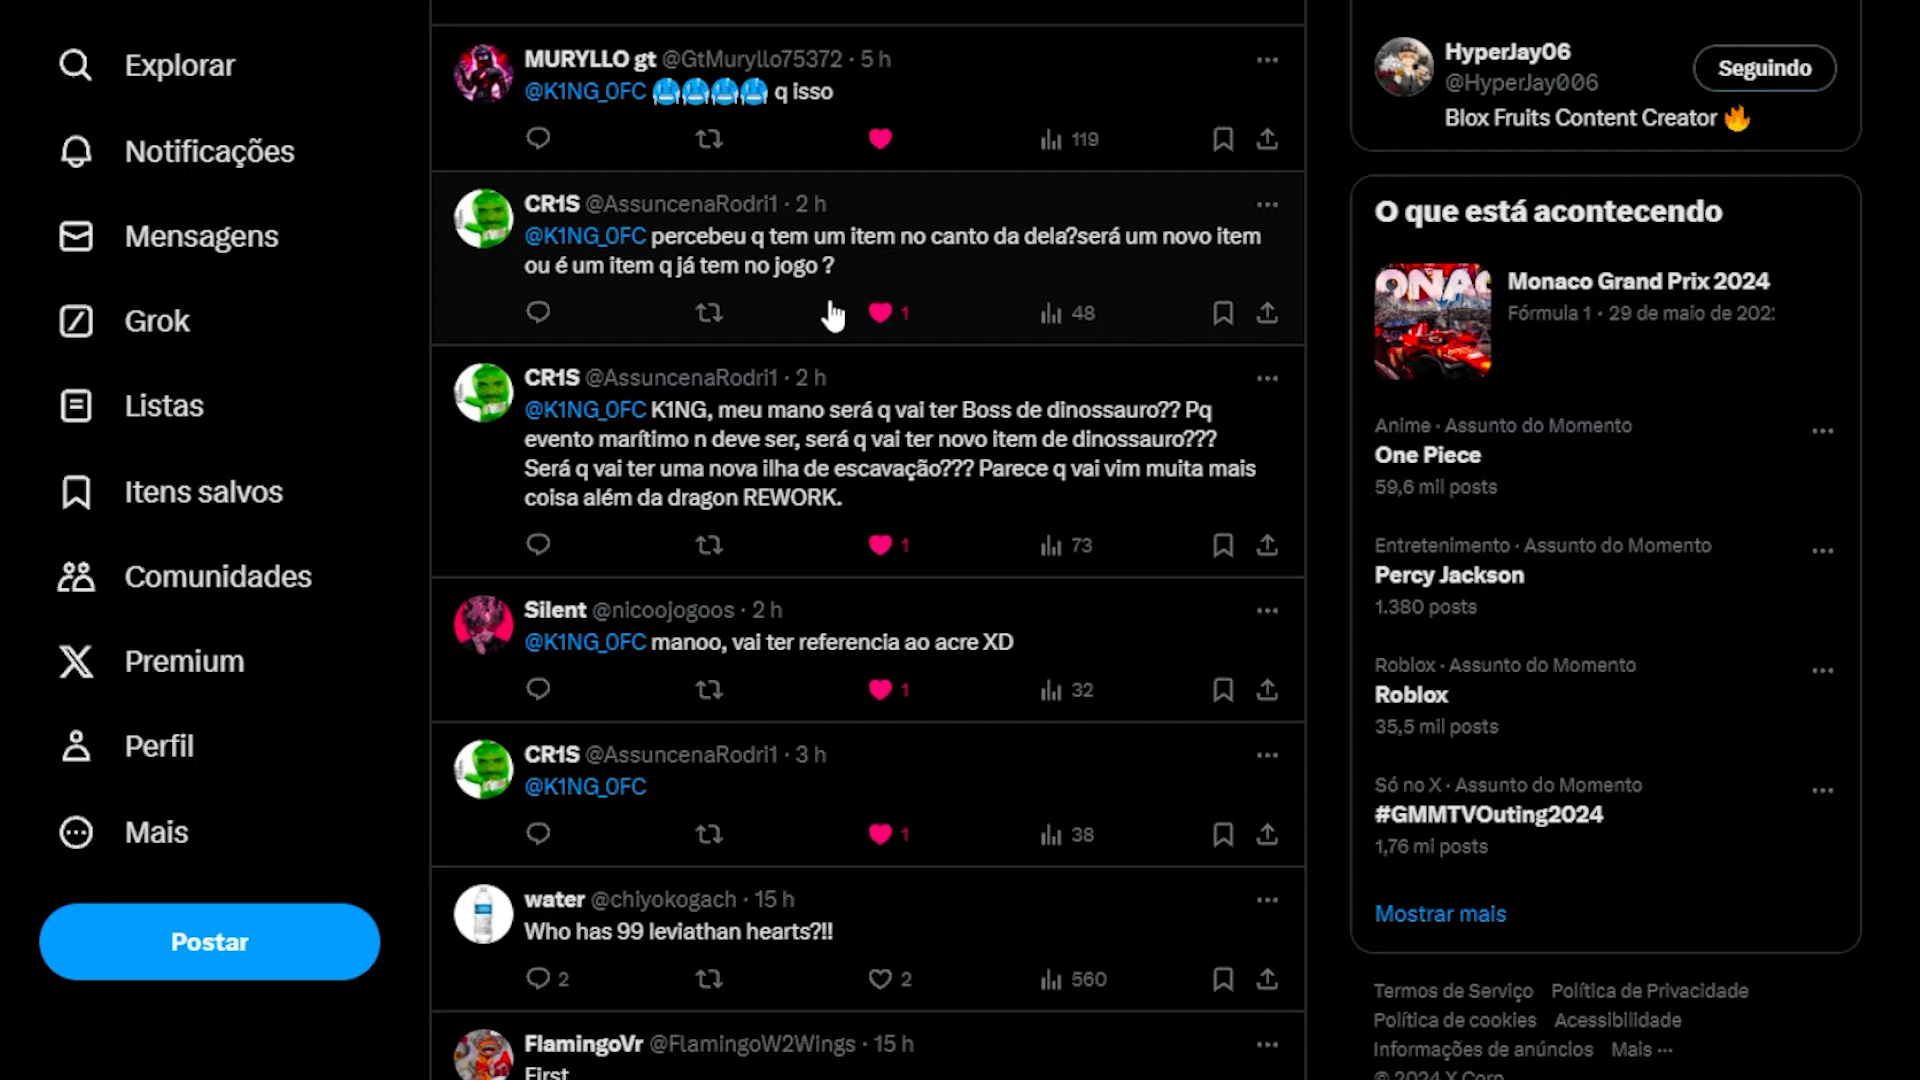 Explorar
Notificações
Mensagens
Grok
Listas
Itens salvos
Comunidades
Premium
Perfil
Mais
Postar
MURYLLO gt @GtMuryllo75372 · 5 h
@K1NG_0FC 🥶🥶🥶🥶 q isso
119
CR1S @AssuncenaRodri1 · 2 h
@K1NG_0FC percebeu q tem um item no canto da dela?será um novo item
ou é um item q já tem no jogo ?
1
48
CR1S @AssuncenaRodri1 · 2 h
@K1NG_0FC K1NG, meu mano será q vai ter Boss de dinossauro?? Pq
evento marítimo n deve ser, será q vai ter novo item de dinossauro???
Será q vai ter uma nova ilha de escavação??? Parece q vai vim muita mais
coisa além da dragon REWORK.
1
73
Silent @nicoojogoos · 2 h
@K1NG_0FC manoo, vai ter referencia ao acre XD
1
32
CR1S @AssuncenaRodri1 · 3 h
@K1NG_0FC
1
38
water @chiyokogach · 15 h
Who has 99 leviathan hearts?!!
2
2
560
FlamingoVr @FlamingoW2Wings · 15 h
First
HyperJay06
@HyperJay006
Seguindo
Blox Fruits Content Creator 🔥
O que está acontecendo
Monaco Grand Prix 2024
Fórmula 1 · 29 de maio de 202
Anime · Assunto do Momento
One Piece
59,6 mil posts
Entretenimento · Assunto do Momento
Percy Jackson
1.380 posts
Roblox · Assunto do Momento
Roblox
35,5 mil posts
Só no X · Assunto do Momento
#GMMTVOuting2024
1,76 mi posts
Mostrar mais
Termos de Serviço Política de Privacidade
Política de cookies Acessibilidade
Informações de anúncios Mais ···
© 2024 X Corp.